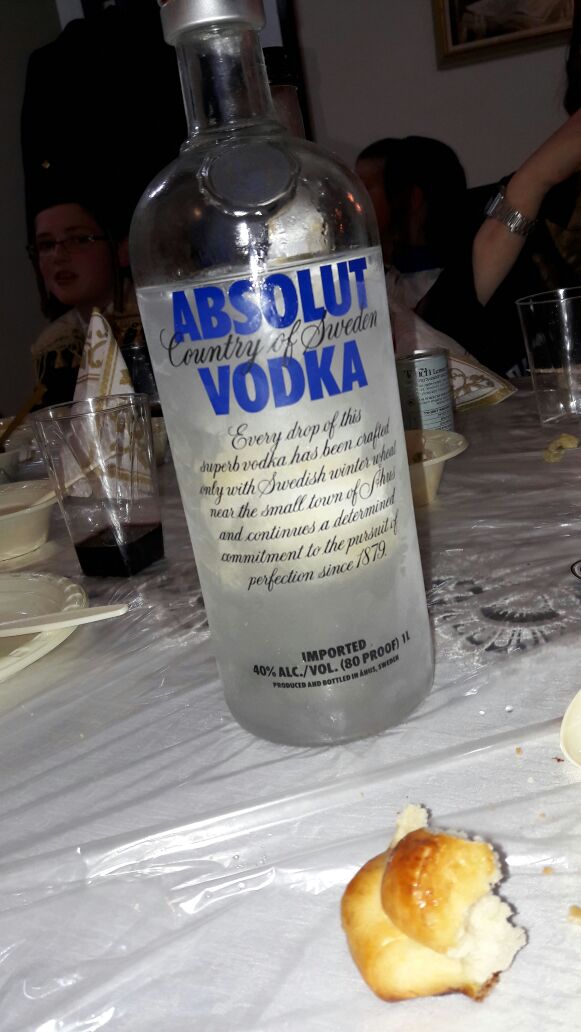 ABSOLUT
Country of Sweden
VODKA
Every drop of this
superb vodka has been crafted
only with Swedish winter wheat
near the small town of Åhus
and continues a determined
commitment to the pursuit of
perfection since 1879.
IMPORTED
40% ALC./VOL. (80 PROOF) 1L
PRODUCED AND BOTTLED IN ÅHUS, SWEDEN